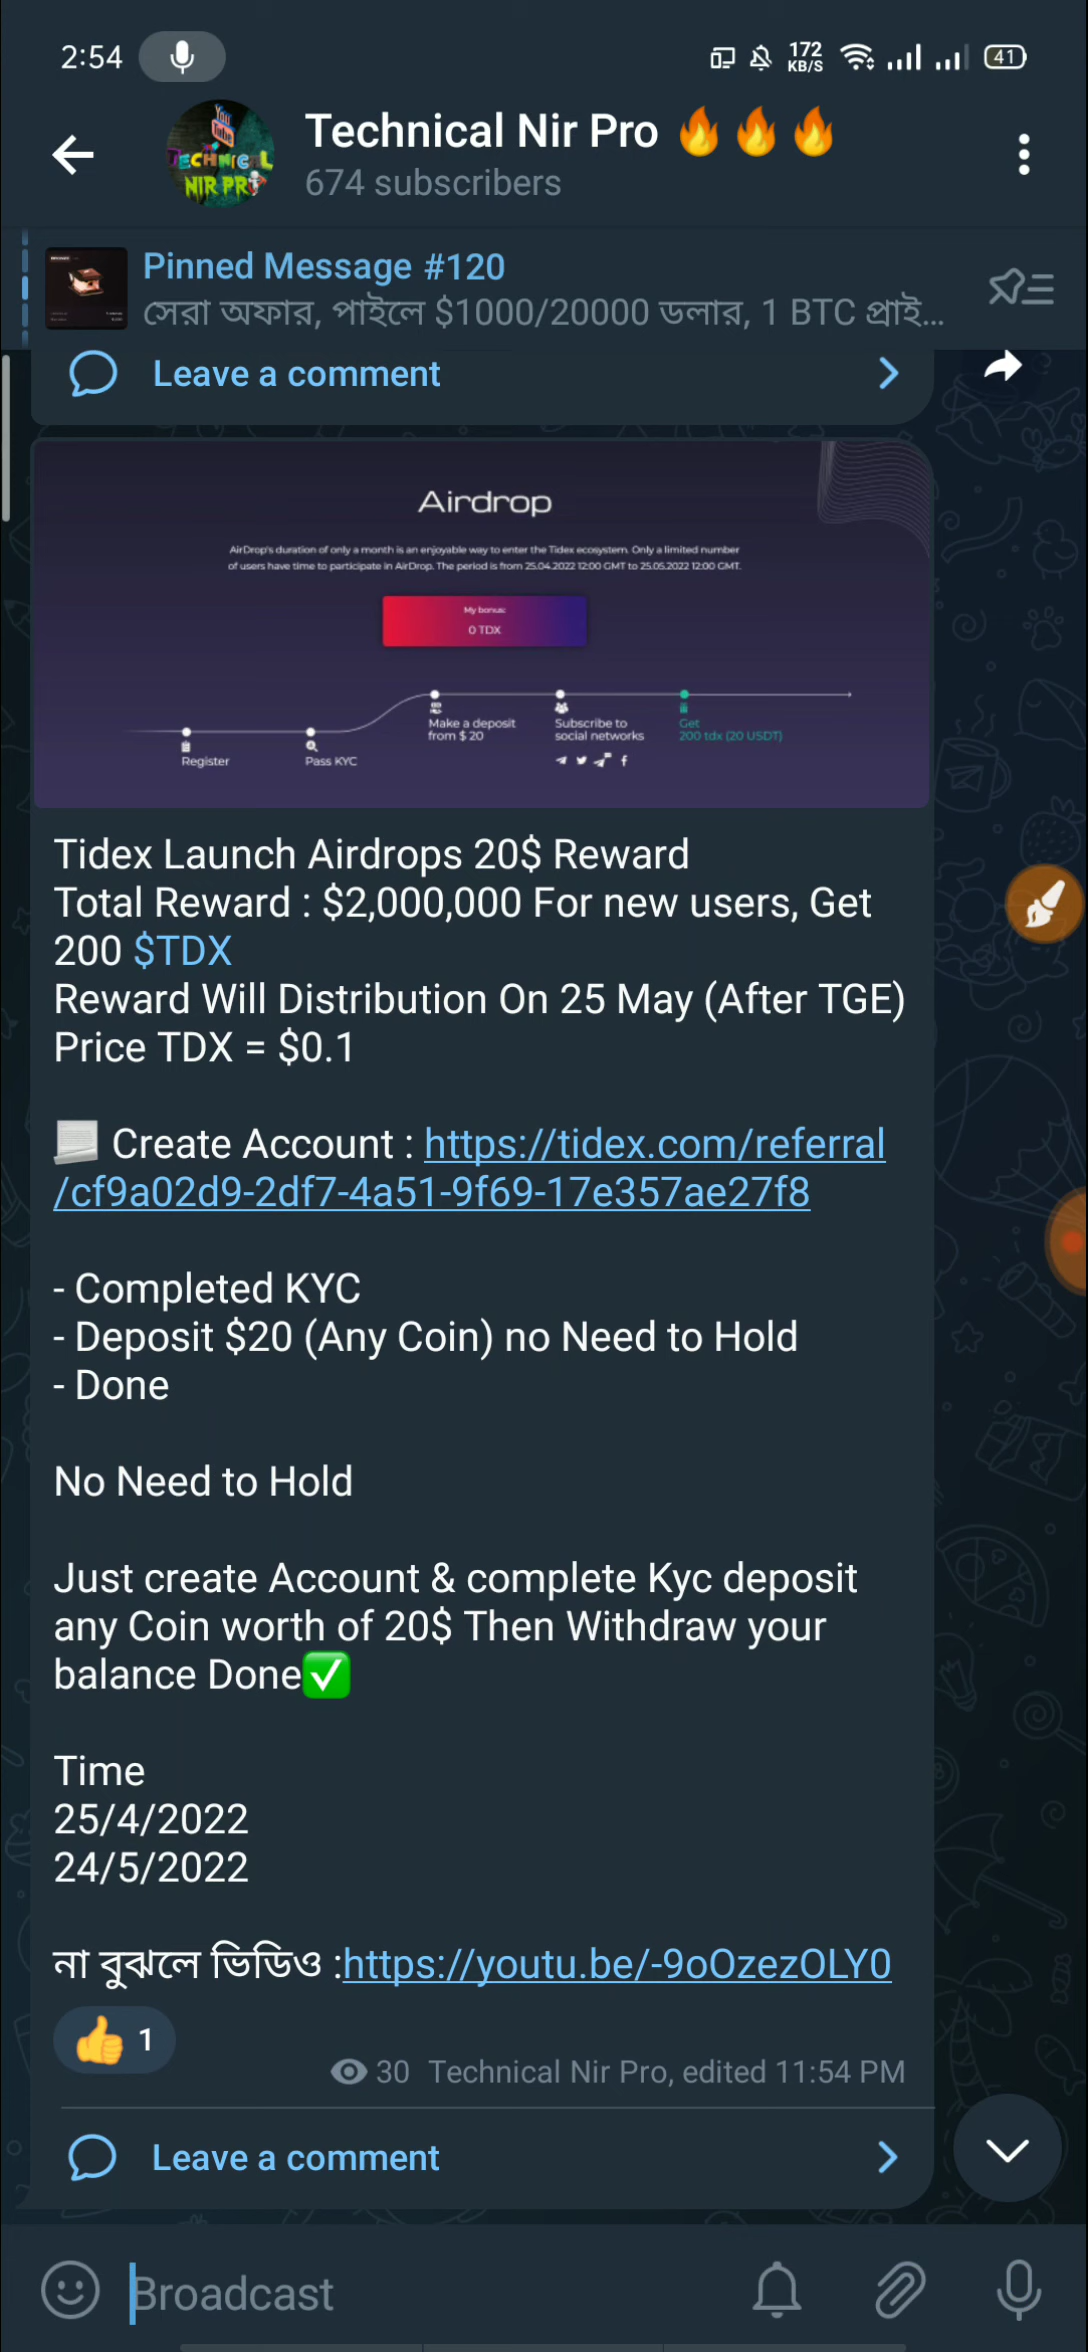 2:54
172
KB/S
41
You
Tube
TECHNICAL
NIR PRO
Technical Nir Pro 🔥🔥🔥
674 subscribers
Pinned Message #120
সেরা অফার, পাইলে $1000/20000 ডলার, 1 BTC প্রাই...
Leave a comment
Airdrop
AirDrop's duration of only a month is an enjoyable way to enter the Tidex ecosystem. Only a limited number
of users have time to participate in AirDrop. The period is from 25.04.2022 12:00 GMT to 25.05.2022 12:00 GMT.
My bonus:
0 TDX
Register
Pass KYC
Make a deposit
from $ 20
Subscribe to
social networks
Get
200 tdx (20 USDT)
Tidex Launch Airdrops 20$ Reward
Total Reward : $2,000,000 For new users, Get
200 $TDX
Reward Will Distribution On 25 May (After TGE)
Price TDX = $0.1
📃 Create Account : https://tidex.com/referral
/cf9a02d9-2df7-4a51-9f69-17e357ae27f8
- Completed KYC
- Deposit $20 (Any Coin) no Need to Hold
- Done
No Need to Hold
Just create Account & complete Kyc deposit
any Coin worth of 20$ Then Withdraw your
balance Done✅
Time
25/4/2022
24/5/2022
না বুঝলে ভিডিও :https://youtu.be/-9oOzezOLY0
👍 1
30 Technical Nir Pro, edited 11:54 PM
Leave a comment
Broadcast